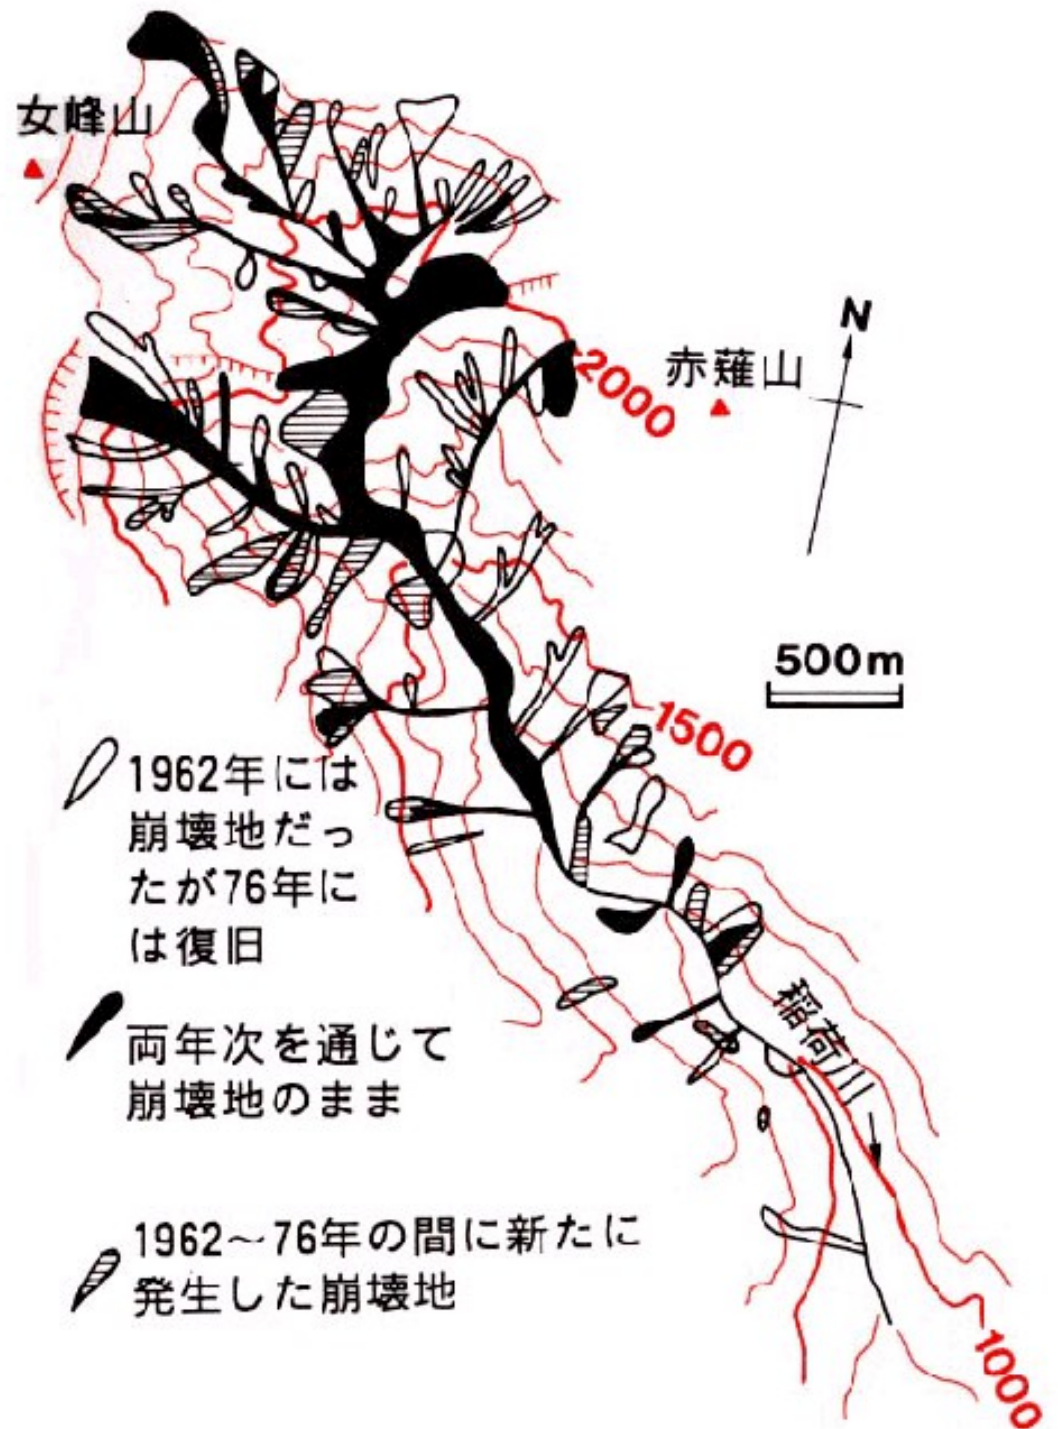 女峰山
N
赤薙山
2000
500m
1500
1962年には
崩壊地だっ
たが76年に
は復旧
両年次を通じて
崩壊地のまま
稲荷川
1962〜76年の間に新たに
発生した崩壊地
1000